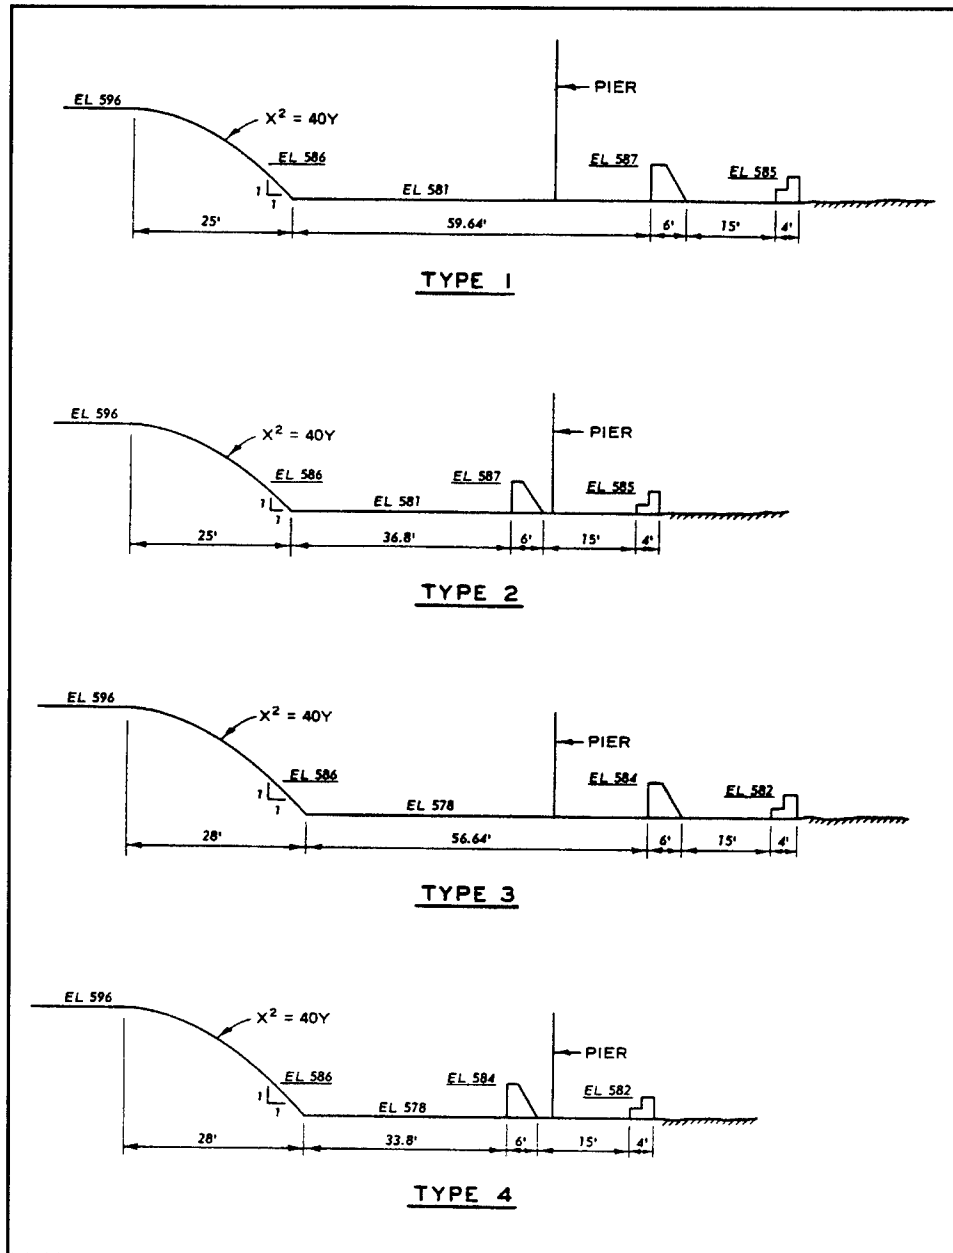 EL 596
X² = 40Y
PIER
EL 586
EL 587
EL 585
1
1
EL 581
25'
59.64'
6'
15'
4'
TYPE 1
EL 596
X² = 40Y
PIER
EL 586
EL 587
EL 585
1
1
EL 581
25'
36.8'
6'
15'
4'
TYPE 2
EL 596
X² = 40Y
PIER
EL 586
EL 584
EL 582
1
1
EL 578
28'
56.64'
6'
15'
4'
TYPE 3
EL 596
X² = 40Y
PIER
EL 586
EL 584
EL 582
1
1
EL 578
28'
33.8'
6'
15'
4'
TYPE 4